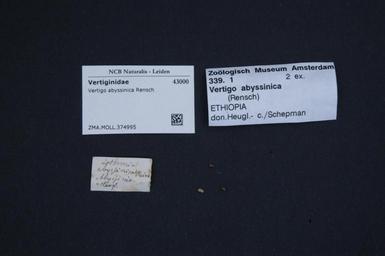 NCB Naturalis - Leiden
Vertiginidae 43000
Vertigo abyssinica Rensch
ZMA.MOLL.374995
Zoölogisch Museum Amsterdam
339. 1 2 ex.
Vertigo abyssinica
(Rensch)
ETHIOPIA
don.Heugl.- c./Schepman